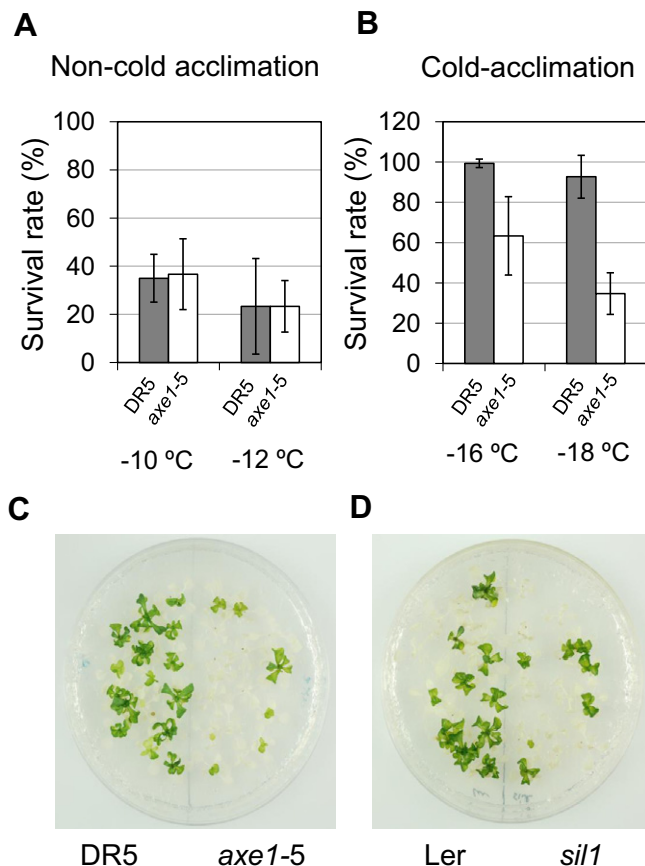 A
Non-cold acclimation
Survival rate (%)
100
80
60
40
20
0
DR5
axe1-5
DR5
axe1-5
-10 ºC
-12 ºC
B
Cold-acclimation
Survival rate (%)
120
100
80
60
40
20
0
DR5
axe1-5
DR5
axe1-5
-16 ºC
-18 ºC
C
DR5
axe1-5
D
Ler
sil1